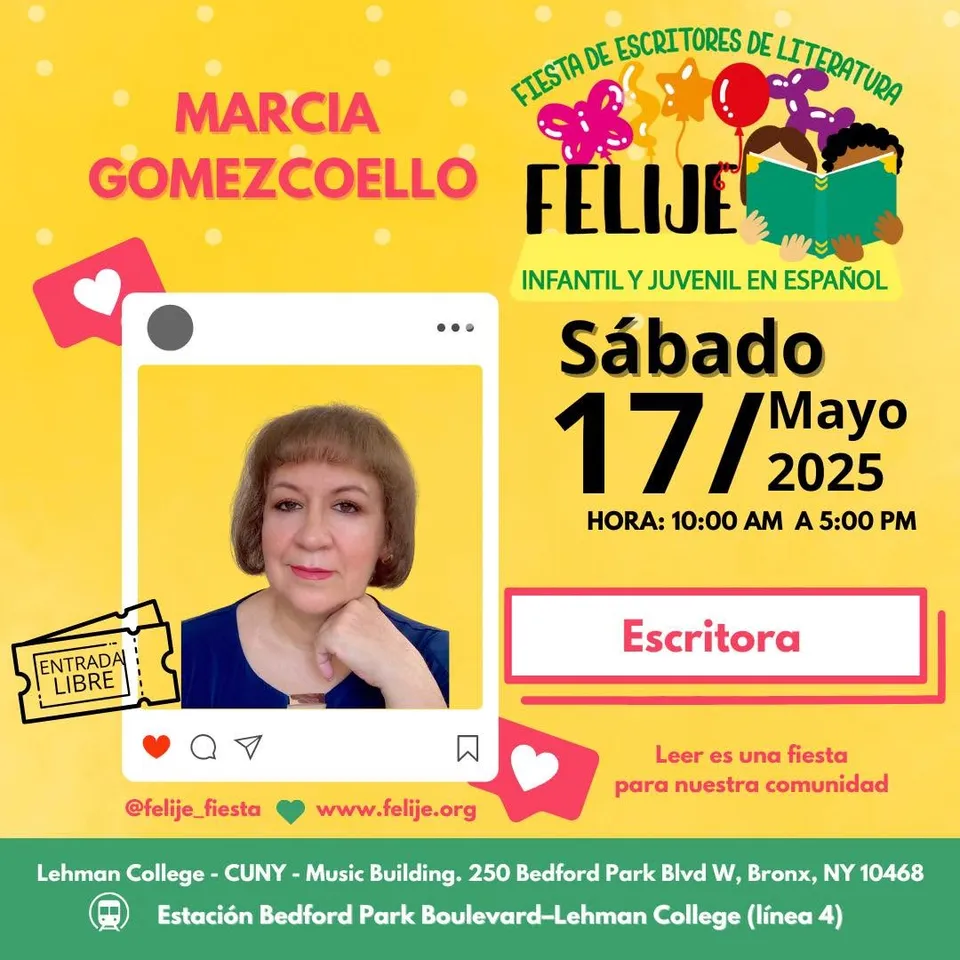 MARCIA
GOMEZCOELLO
FIESTA DE ESCRITORES DE LITERATURA
FELIJE
INFANTIL Y JUVENIL EN ESPAÑOL
Sábado
17/
Mayo
2025
HORA: 10:00 AM A 5:00 PM
Escritora
ENTRADA
LIBRE
Leer es una fiesta
para nuestra comunidad
@felije_fiesta
www.felije.org
Lehman College - CUNY - Music Building. 250 Bedford Park Blvd W, Bronx, NY 10468
Estación Bedford Park Boulevard–Lehman College (línea 4)